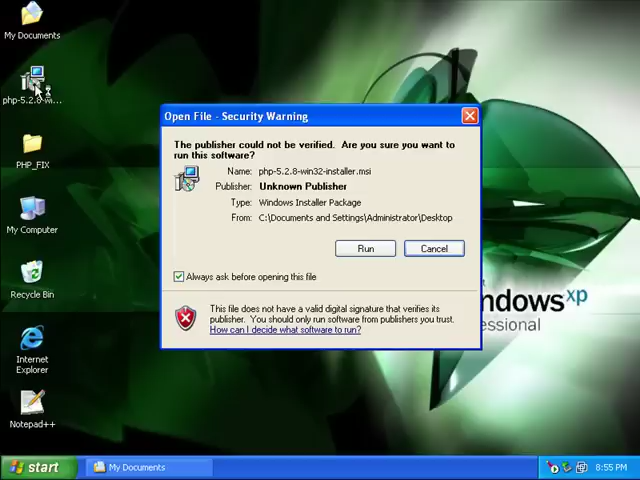 My Documents
php-5.2.8-wi...
PHP_FIX
My Computer
Recycle Bin
Internet
Explorer
Notepad++
Open File - Security Warning
The publisher could not be verified. Are you sure you want to
run this software?
Name: php-5.2.8-win32-installer.msi
Publisher: Unknown Publisher
Type: Windows Installer Package
From: C:\Documents and Settings\Administrator\Desktop
Run Cancel
Always ask before opening this file
This file does not have a valid digital signature that verifies its
publisher. You should only run software from publishers you trust.
How can I decide what software to run?
ndows xp
ofessional
start My Documents 8:55 PM